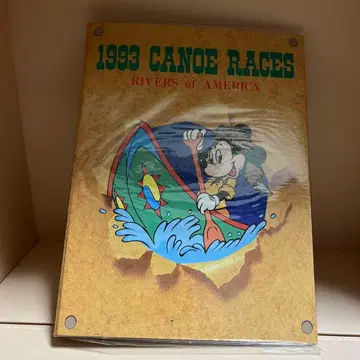 1993 CANOE RACES
RIVERS of AMERICA